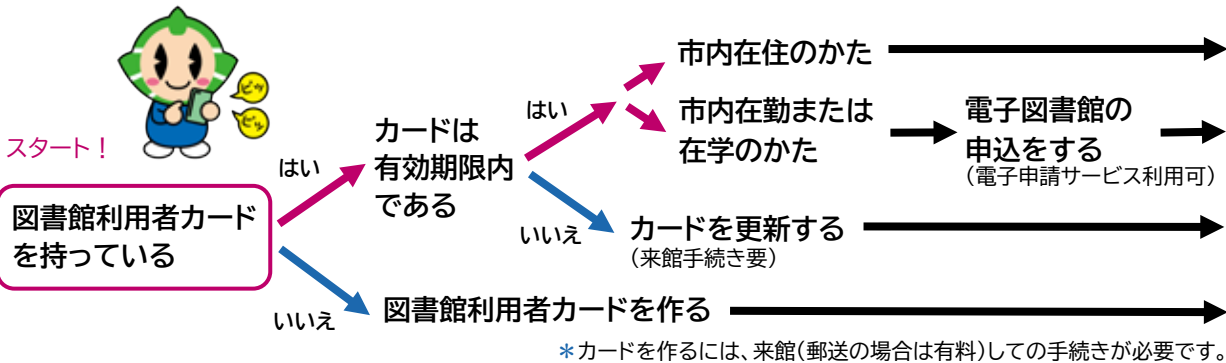 スタート！
図書館利用者カード
を持っている
はい
いいえ
カードは
有効期限内
である
はい
いいえ
市内在住のかた
市内在勤または
在学のかた
電子図書館の
申込をする
（電子申請サービス利用可）
カードを更新する
（来館手続き要）
図書館利用者カードを作る
＊カードを作るには、来館（郵送の場合は有料）しての手続きが必要です。
ピッ
ピッ